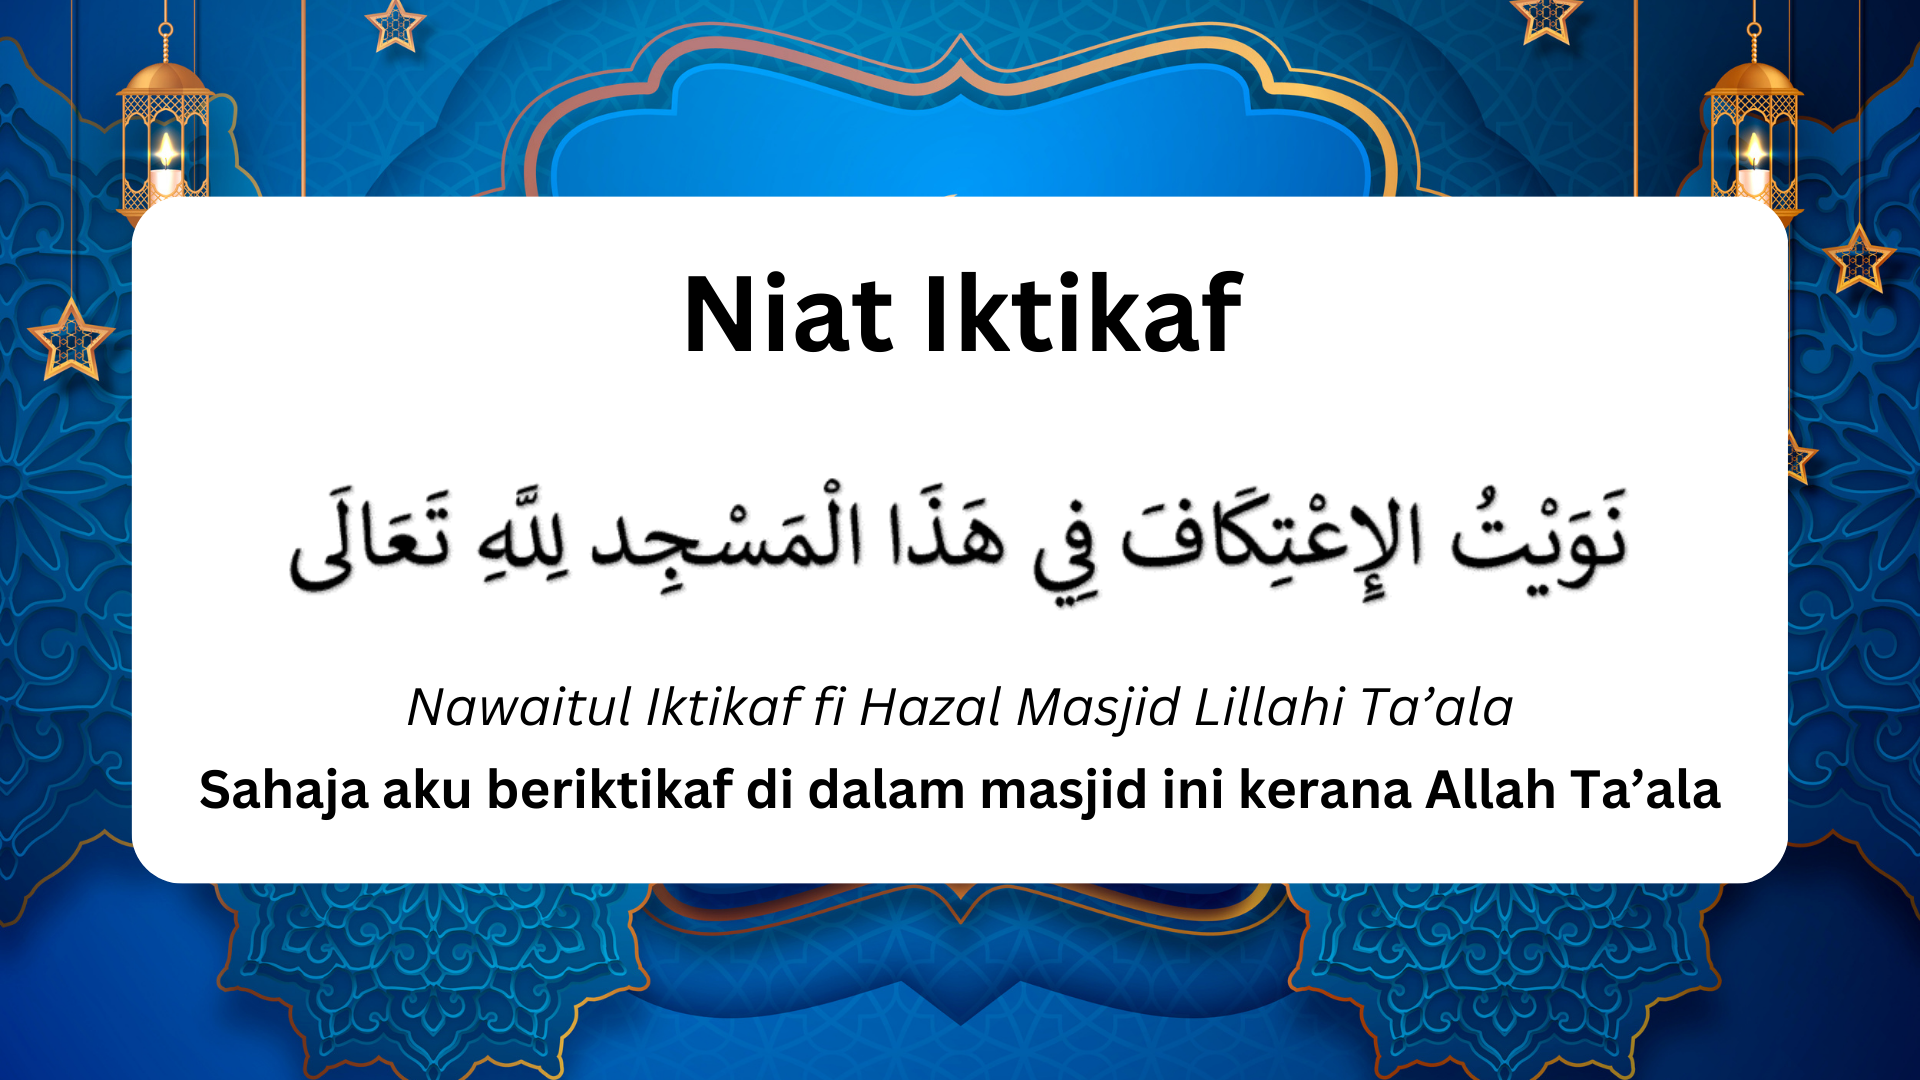 Niat Iktikaf
نَوَيْتُ الإِعْتِكَافَ فِي هَذَا الْمَسْجِد لِلَّهِ تَعَالَى
Nawaitul Iktikaf fi Hazal Masjid Lillahi Ta’ala
Sahaja aku beriktikaf di dalam masjid ini kerana Allah Ta’ala